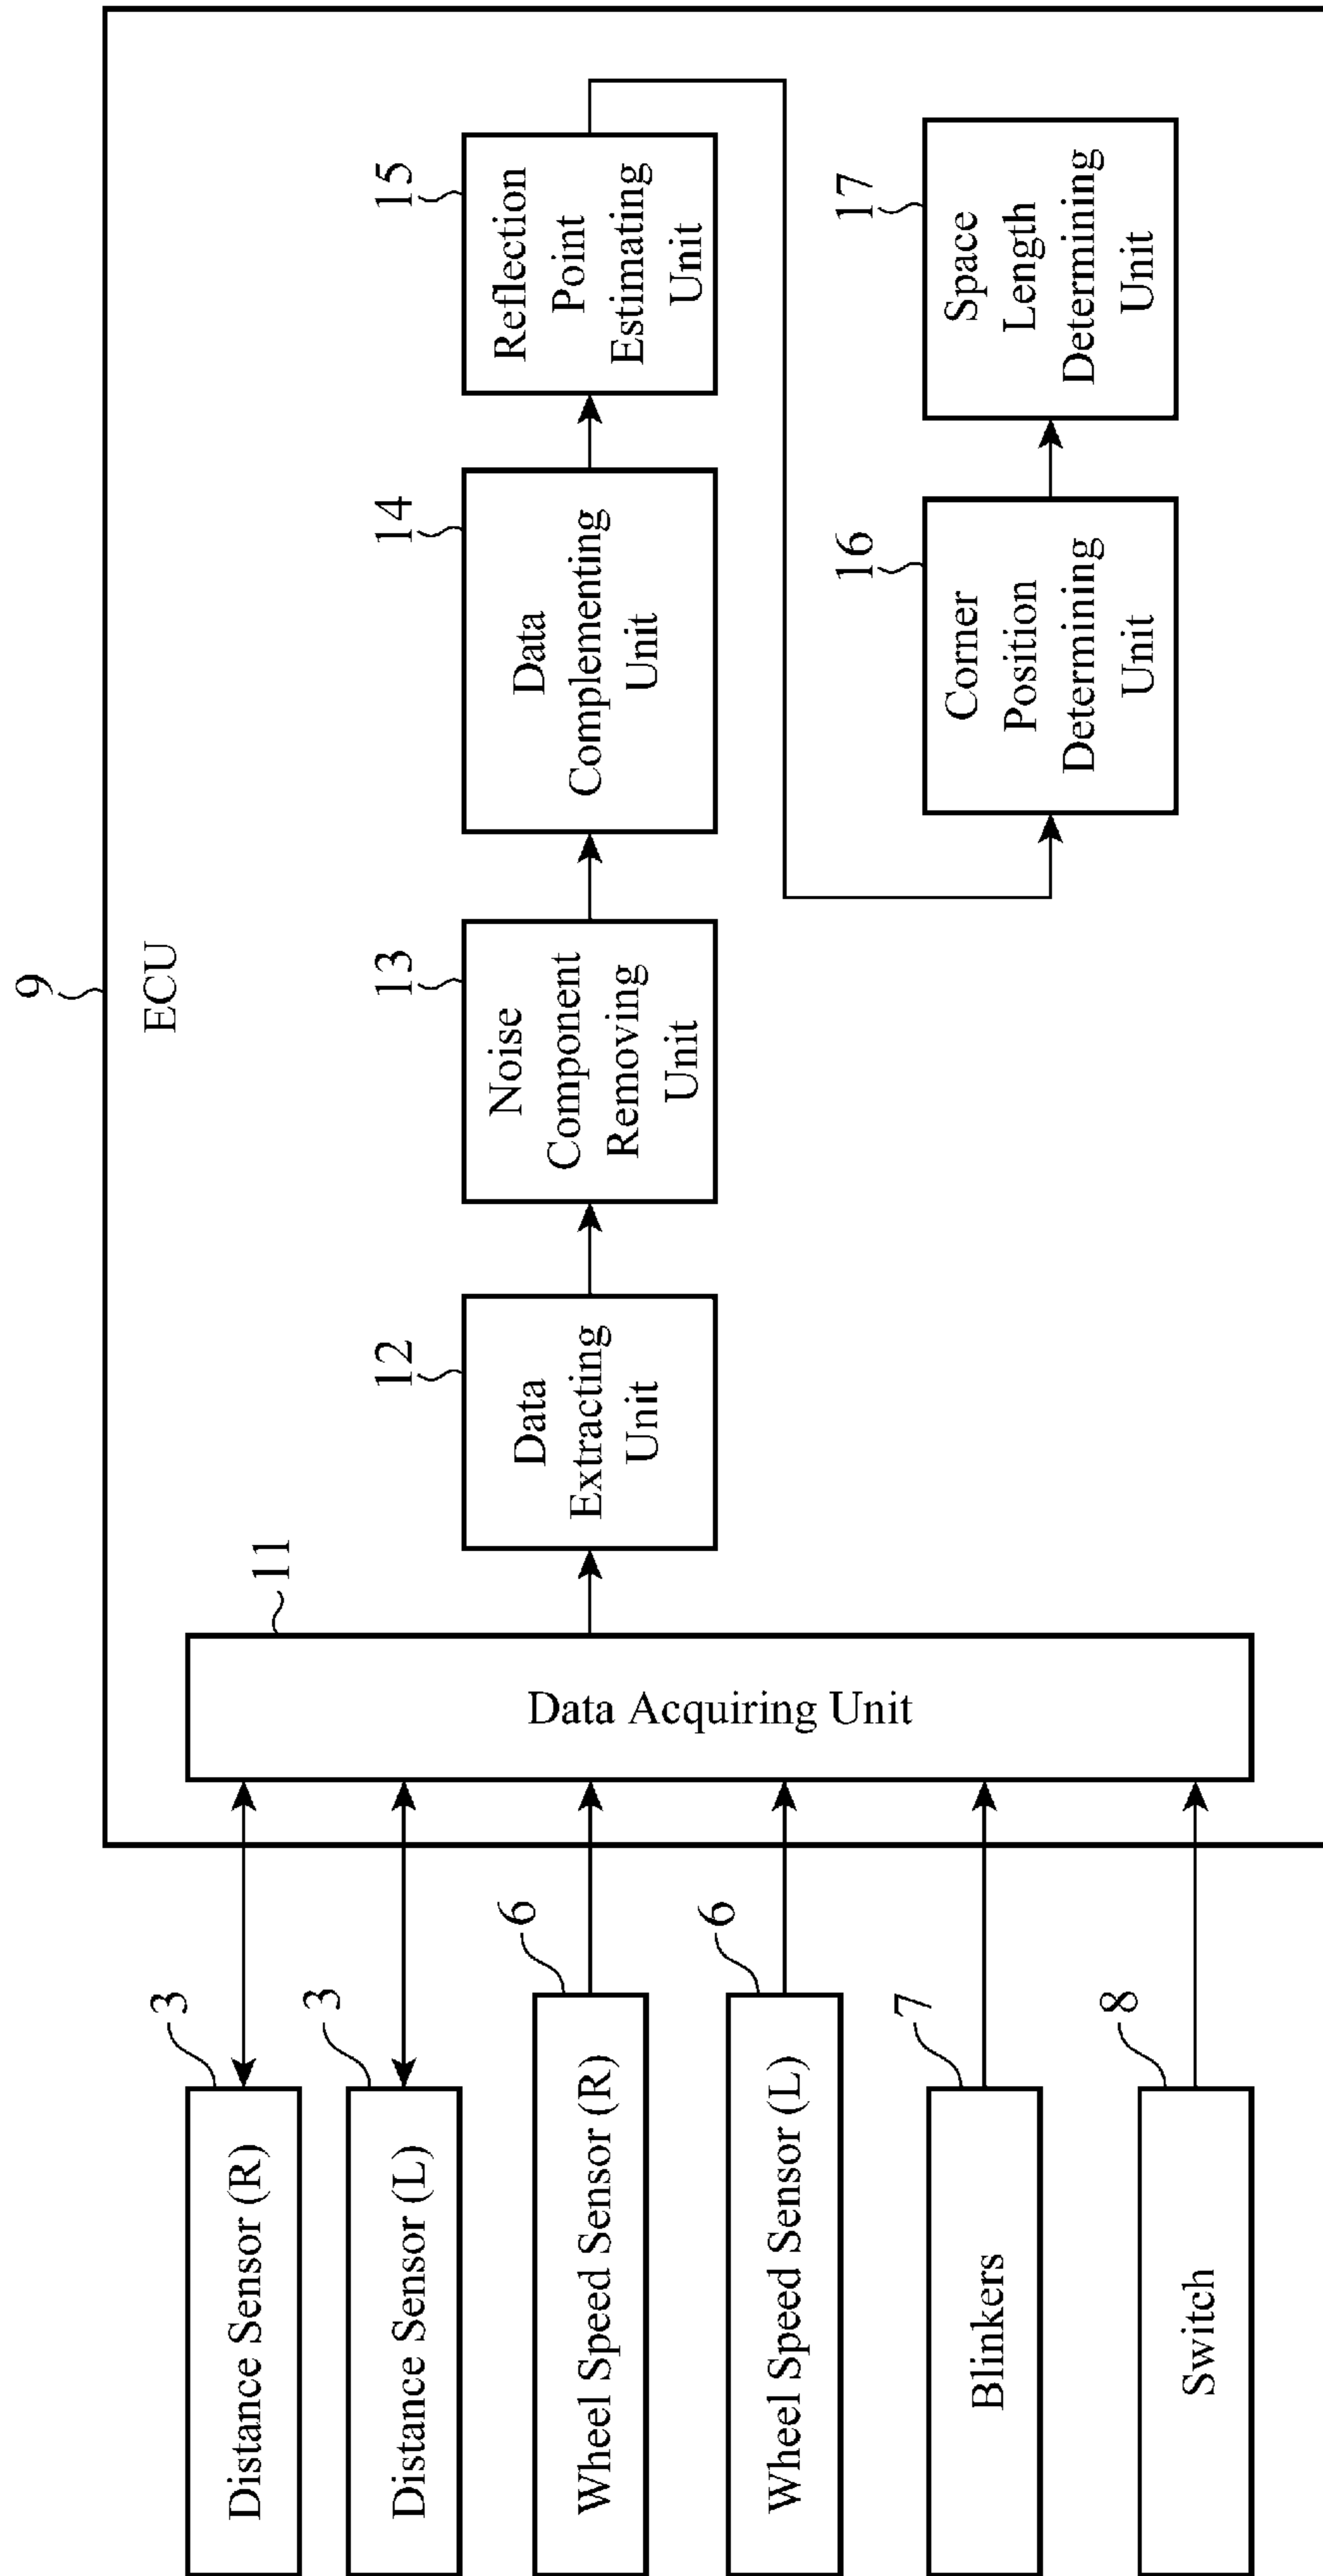 9
ECU
3
Distance Sensor (R)
3
Distance Sensor (L)
6
Wheel Speed Sensor (R)
6
Wheel Speed Sensor (L)
7
Blinkers
8
Switch
11
Data Acquiring Unit
12
Data
Extracting
Unit
13
Noise
Component
Removing
Unit
14
Data
Complementing
Unit
15
Reflection
Point
Estimating
Unit
16
Corner
Position
Determining
Unit
17
Space
Length
Determining
Unit